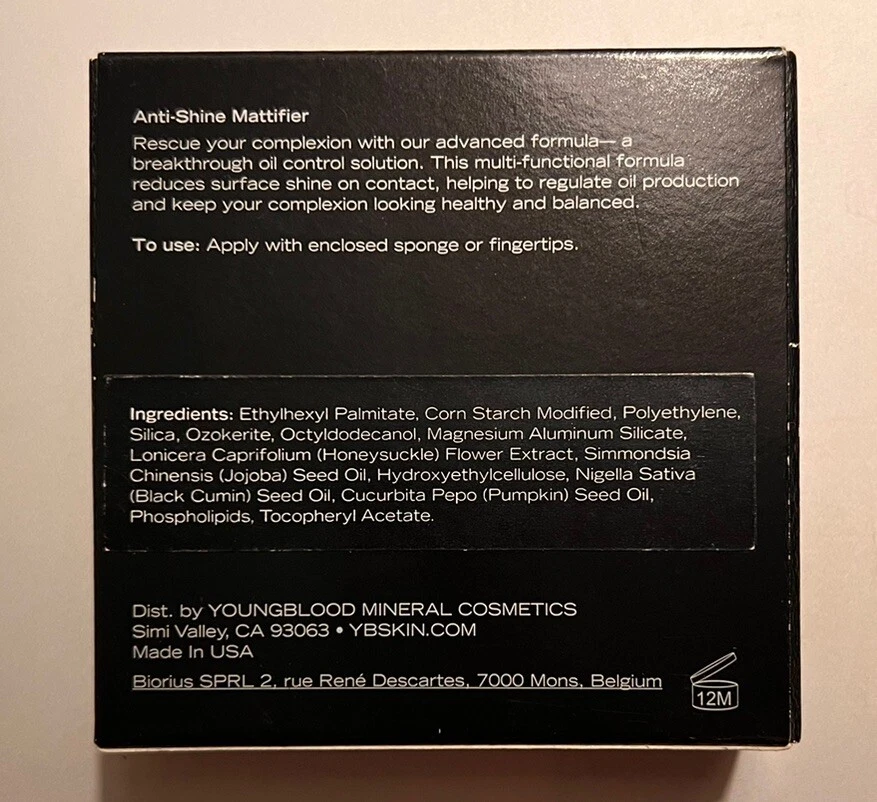 Anti-Shine Mattifier
Rescue your complexion with our advanced formula— a
breakthrough oil control solution. This multi-functional formula
reduces surface shine on contact, helping to regulate oil production
and keep your complexion looking healthy and balanced.
To use: Apply with enclosed sponge or fingertips.
Ingredients: Ethylhexyl Palmitate, Corn Starch Modified, Polyethylene,
Silica, Ozokerite, Octyldodecanol, Magnesium Aluminum Silicate,
Lonicera Caprifolium (Honeysuckle) Flower Extract, Simmondsia
Chinensis (Jojoba) Seed Oil, Hydroxyethylcellulose, Nigella Sativa
(Black Cumin) Seed Oil, Cucurbita Pepo (Pumpkin) Seed Oil,
Phospholipids, Tocopheryl Acetate.
Dist. by YOUNGBLOOD MINERAL COSMETICS
Simi Valley, CA 93063 • YBSKIN.COM
Made In USA
Biorius SPRL 2, rue René Descartes, 7000 Mons, Belgium
12M